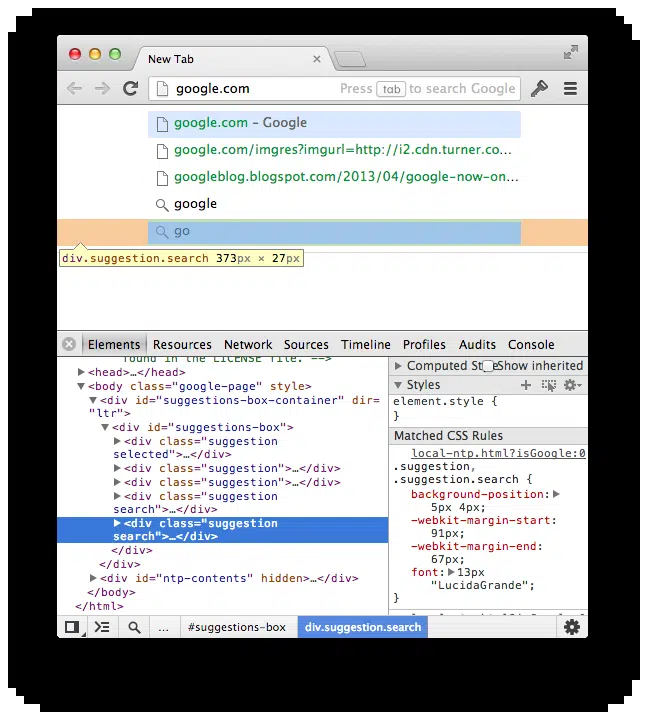 New Tab
google.com Press tab to search Google
google.com – Google
google.com/imgres?imgurl=http://i2.cdn.turner.co...
googleblog.blogspot.com/2013/04/google-now-on...
google
go
div.suggestion.search 373px × 27px
Elements Resources Network Sources Timeline Profiles Audits Console
found in the LICENSE file. -->
<head>…</head>
<body class="google-page" style>
<div id="suggestions-box-container" dir=
"ltr">
<div id="suggestions-box">
<div class="suggestion
selected">…</div>
<div class="suggestion">…</div>
<div class="suggestion">…</div>
<div class="suggestion
search">…</div>
<div class="suggestion
search">…</div>
</div>
</div>
<div id="ntp-contents" hidden>…</div>
</body>
</html>
Computed Style Show inherited
Styles
element.style {
}
Matched CSS Rules
local-ntp.html?isGoogle:0
.suggestion,
.suggestion.search {
background-position:
5px 4px;
-webkit-margin-start:
91px;
-webkit-margin-end:
67px;
font: 13px
"LucidaGrande";
}
... #suggestions-box div.suggestion.search